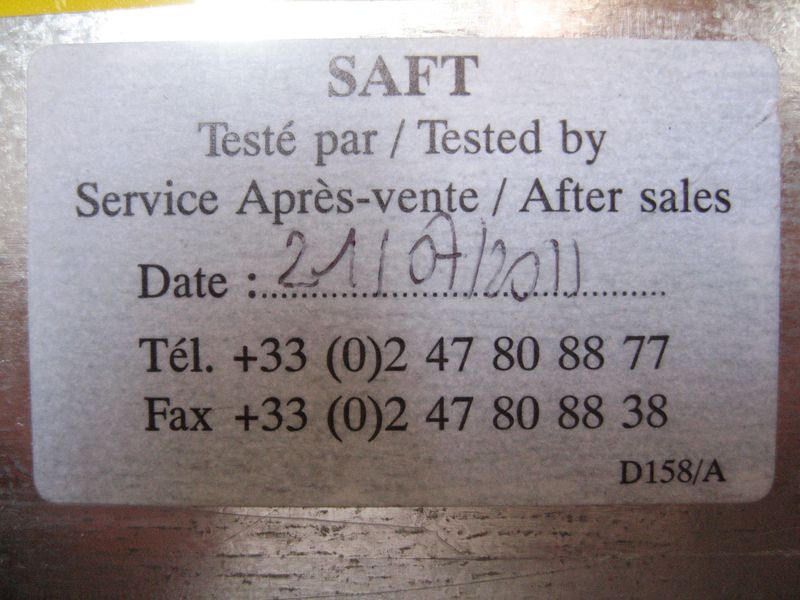 SAFT
Testé par / Tested by
Service Après-vente / After sales
Date : 21/07/2011
Tél. +33 (0)2 47 80 88 77
Fax +33 (0)2 47 80 88 38
D158/A